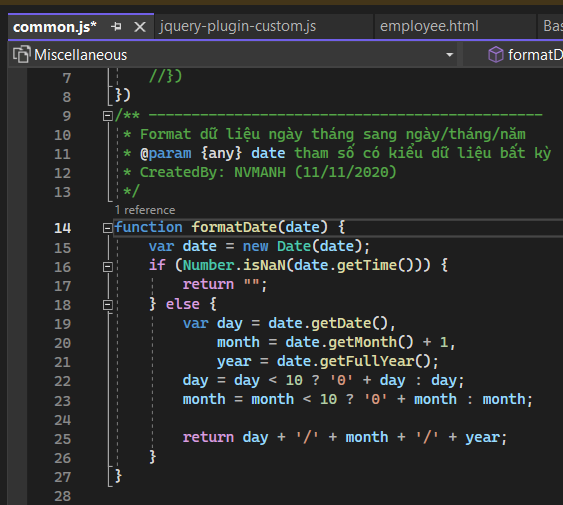 common.js* jquery-plugin-custom.js employee.html Bas
Miscellaneous formatD
7 //})
8 })
9 /** ----------------------------------------------
10 * Format dữ liệu ngày tháng sang ngày/tháng/năm
11 * @param {any} date tham số có kiểu dữ liệu bất kỳ
12 * CreatedBy: NVMANH (11/11/2020)
13 */
1 reference
14 function formatDate(date) {
15 var date = new Date(date);
16 if (Number.isNaN(date.getTime())) {
17 return "";
18 } else {
19 var day = date.getDate(),
20 month = date.getMonth() + 1,
21 year = date.getFullYear();
22 day = day < 10 ? '0' + day : day;
23 month = month < 10 ? '0' + month : month;
24
25 return day + '/' + month + '/' + year;
26 }
27 }
28